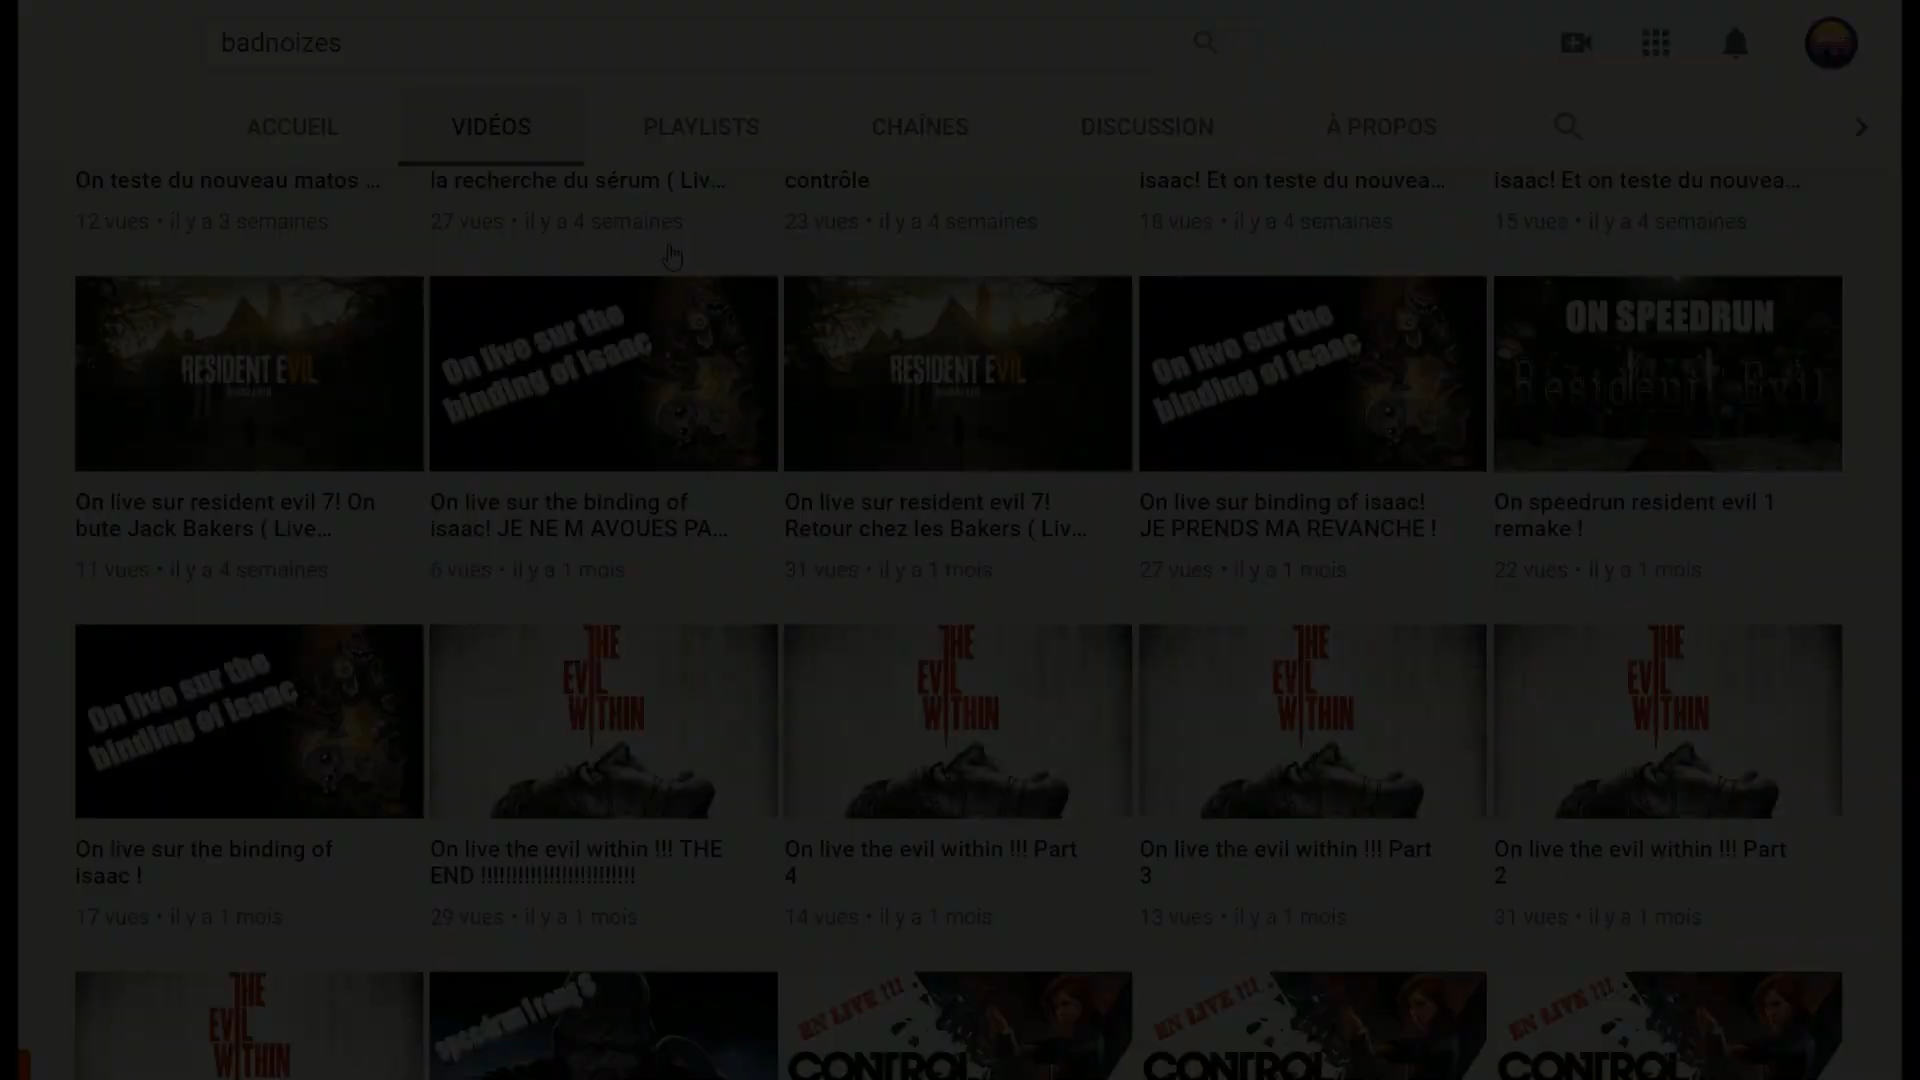 badnoizes
ACCUEIL VIDÉOS PLAYLISTS CHAÎNES DISCUSSION À PROPOS
On teste du nouveau matos ...
12 vues • il y a 3 semaines
la recherche du sérum ( Liv...
27 vues • il y a 4 semaines
contrôle
23 vues • il y a 4 semaines
isaac! Et on teste du nouvea...
18 vues • il y a 4 semaines
isaac! Et on teste du nouvea...
15 vues • il y a 4 semaines
RESIDENT EVIL
On live sur resident evil 7! On
bute Jack Bakers ( Live...
11 vues • il y a 4 semaines
On live sur the
binding of isaac
On live sur the binding of
isaac! JE NE M AVOUES PA...
6 vues • il y a 1 mois
RESIDENT EVIL
On live sur resident evil 7!
Retour chez les Bakers ( Liv...
31 vues • il y a 1 mois
On live sur the
binding of isaac
On live sur binding of isaac!
JE PRENDS MA REVANCHE !
27 vues • il y a 1 mois
ON SPEEDRUN
Resident Evil
On speedrun resident evil 1
remake !
22 vues • il y a 1 mois
On live sur the
binding of isaac
On live sur the binding of
isaac !
17 vues • il y a 1 mois
THE
EVIL
WITHIN
On live the evil within !!! THE
END !!!!!!!!!!!!!!!!!!!!!!!!!
29 vues • il y a 1 mois
THE
EVIL
WITHIN
On live the evil within !!! Part
4
14 vues • il y a 1 mois
THE
EVIL
WITHIN
On live the evil within !!! Part
3
13 vues • il y a 1 mois
THE
EVIL
WITHIN
On live the evil within !!! Part
2
31 vues • il y a 1 mois
THE
EVIL
WITHIN
EN LIVE !!!
CONTROL
EN LIVE !!!
CONTROL
EN LIVE !!!
CONTROL